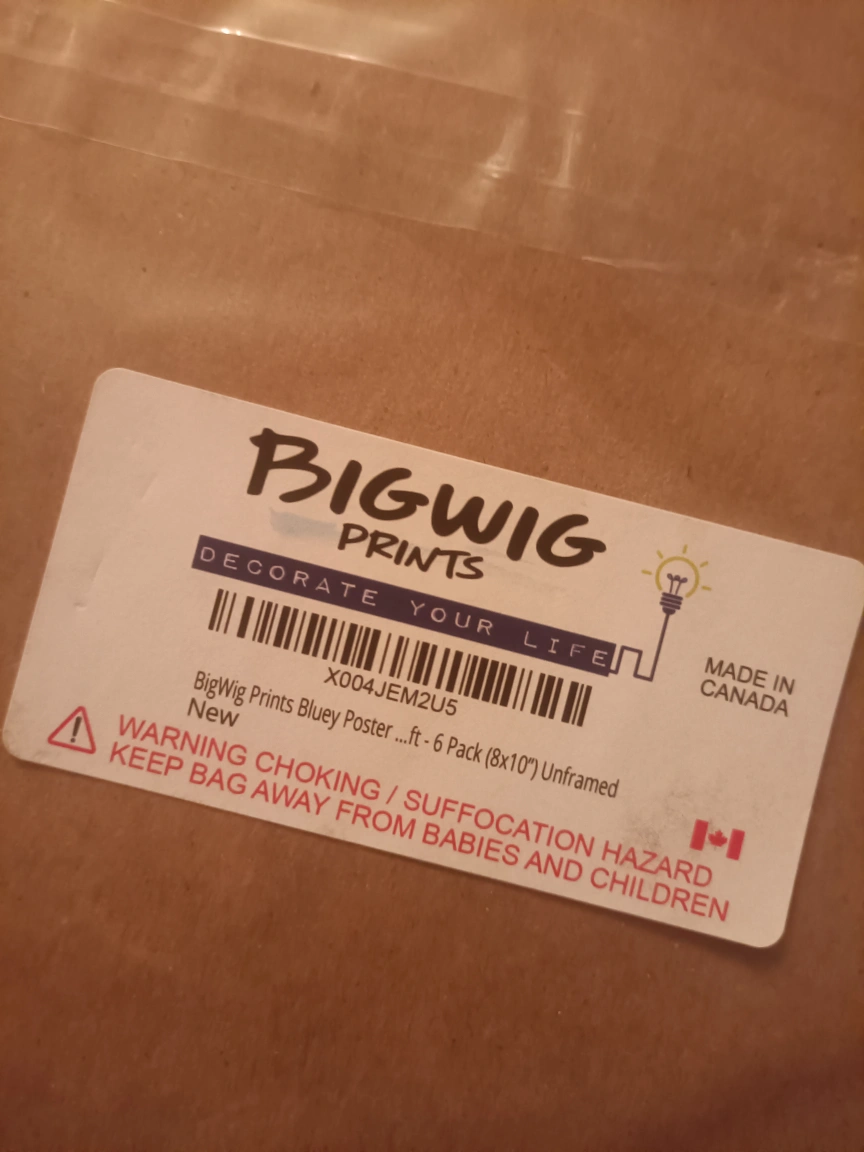 BIGWIG
PRINTS
DECORATE YOUR LIFE
X004JEM2U5
BigWig Prints Bluey Poster ...ft - 6 Pack (8x10") Unframed
New
MADE IN
CANADA
WARNING CHOKING / SUFFOCATION HAZARD
KEEP BAG AWAY FROM BABIES AND CHILDREN